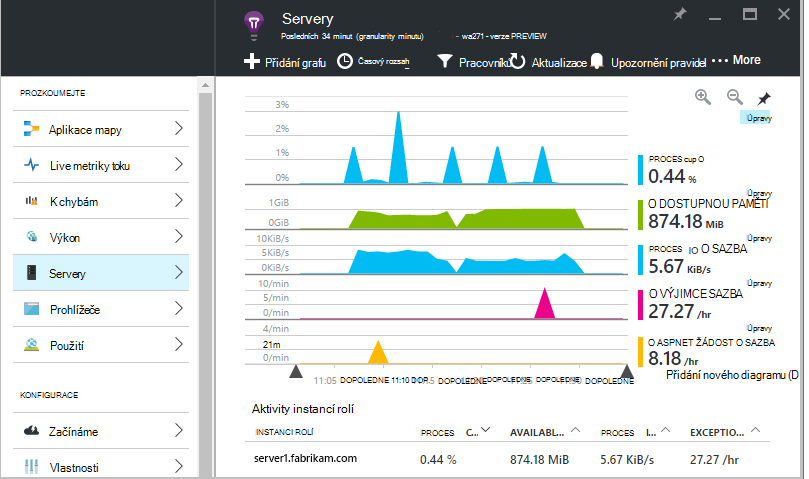 Servery
Posledních 34 minut (granularity minutu) - wa271 - verze PREVIEW
Přidání grafu
Časový rozsah
Pracovníků
Aktualizace
Upozornění pravidel
More
PROZKOUMEJTE
Aplikace mapy
Live metriky toku
K chybám
Výkon
Servery
Prohlížeče
Použití
KONFIGURACE
Začínáme
Vlastnosti
3%
2%
1%
0%
1GiB
0GiB
10KiB/s
5KiB/s
0KiB/s
10/min
5/min
0/min
4/min
21m
0/min
11:05 DOPOLEDNE 11:10 DOP. DOPOLEDNE DOPOLEDNE DOPOLEDNE DOPOLEDNE
Úpravy
PROCES cup O
0.44 %
Úpravy
O DOSTUPNOU PAMĚTI
874.18 MiB
Úpravy
PROCES IO O SAZBA
5.67 KiB/s
Úpravy
O VÝJIMCE SAZBA
27.27 /hr
Úpravy
O ASPNET ŽÁDOST O SAZBA
8.18 /hr
Přidání nového diagramu (D
Aktivity instancí rolí
INSTANCI ROLÍ PROCES C... AVAILABL... PROCES I... EXCEPTIO...
server1.fabrikam.com 0.44 % 874.18 MiB 5.67 KiB/s 27.27 /hr